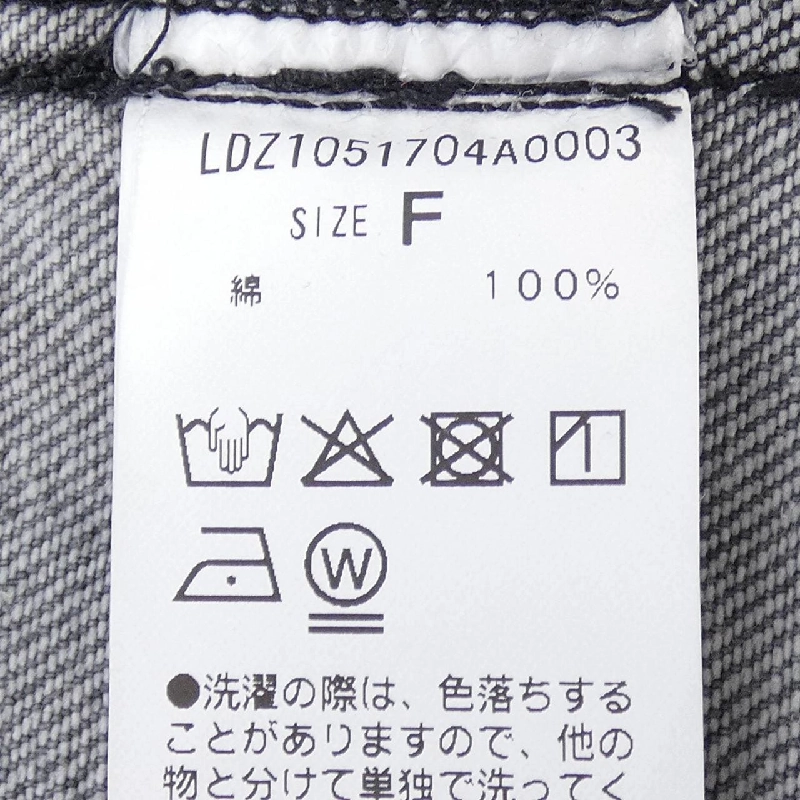 LDZ1051704A0003
SIZE F
綿 100%
W
●洗濯の際は、色落ちする
ことがありますので、他の
物と分けて単独で洗ってく